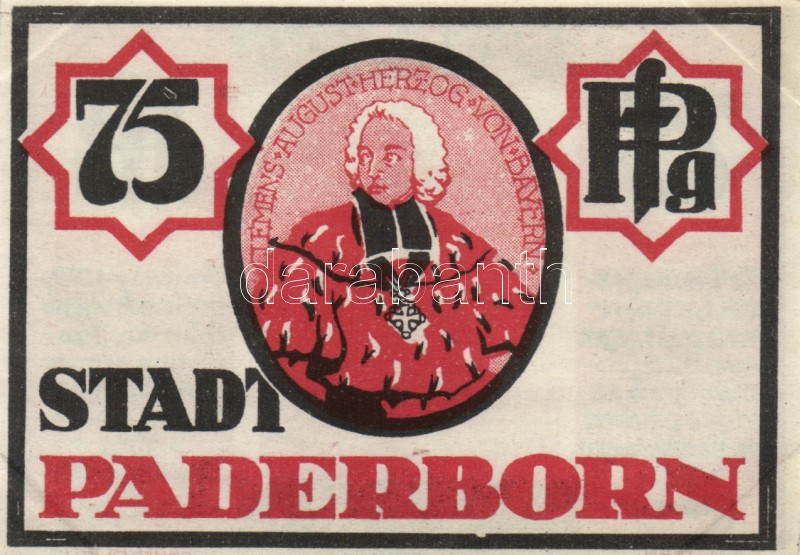 75
Pfg
CLEMENS·AUGUST·HERZOG·VON·BAYERN
darabanth
STADT
PADERBORN